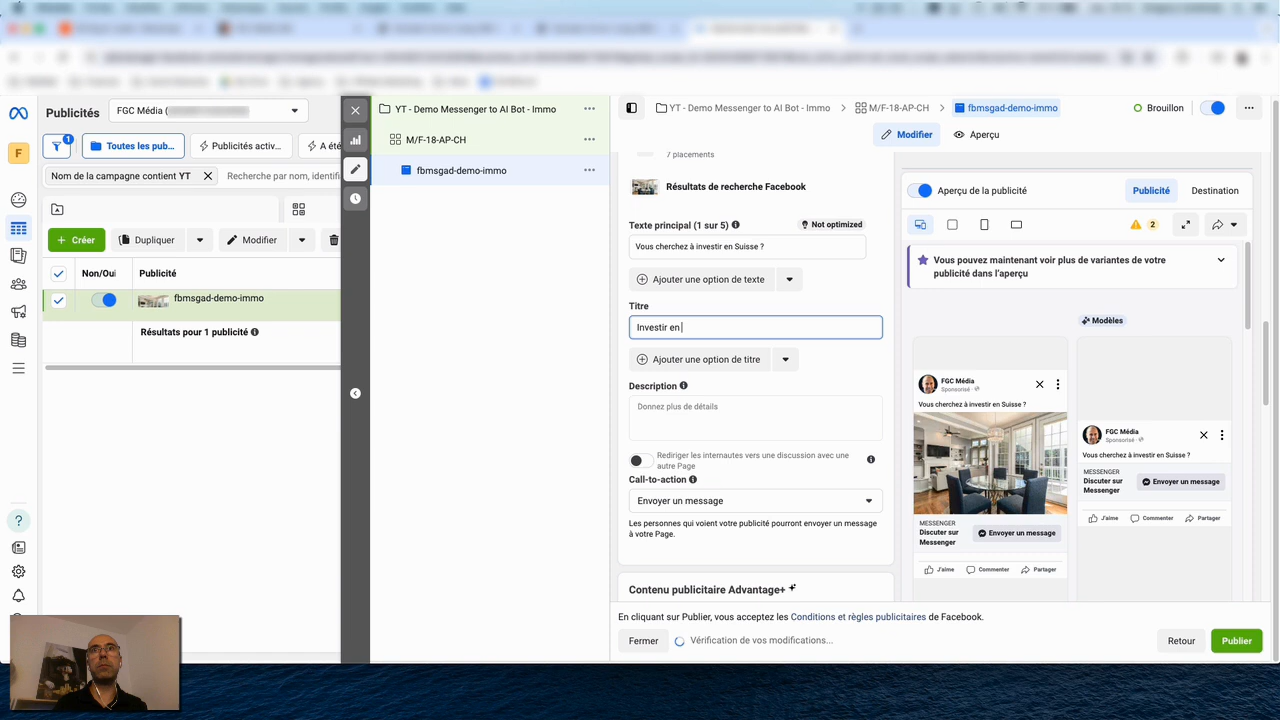 Publicités
FGC Média (
F
1
Toutes les pub...
Publicités activ...
A été
Nom de la campagne contient YT
Recherche par nom, identifi
Créer
Dupliquer
Modifier
Non/Oui
Publicité
fbmsgad-demo-immo
Résultats pour 1 publicité
YT - Demo Messenger to AI Bot - Immo
M/F-18-AP-CH
fbmsgad-demo-immo
YT - Demo Messenger to AI Bot - Immo
M/F-18-AP-CH
fbmsgad-demo-immo
Brouillon
Modifier
Aperçu
7 placements
Résultats de recherche Facebook
Texte principal (1 sur 5)
Not optimized
Vous cherchez à investir en Suisse ?
Ajouter une option de texte
Titre
Investir en
Ajouter une option de titre
Description
Donnez plus de détails
Rediriger les internautes vers une discussion avec une
autre Page
Call-to-action
Envoyer un message
Les personnes qui voient votre publicité pourront envoyer un message
à votre Page.
Contenu publicitaire Advantage+
Aperçu de la publicité
Publicité
Destination
2
Vous pouvez maintenant voir plus de variantes de votre
publicité dans l'aperçu
Modèles
FGC Média
Sponsorisé
Vous cherchez à investir en Suisse ?
MESSENGER
Discuter sur
Messenger
Envoyer un message
J'aime
Commenter
Partager
FGC Média
Sponsorisé
Vous cherchez à investir en Suisse ?
MESSENGER
Discuter sur
Messenger
Envoyer un message
J'aime
Commenter
Partager
En cliquant sur Publier, vous acceptez les Conditions et règles publicitaires de Facebook.
Fermer
Vérification de vos modifications...
Retour
Publier